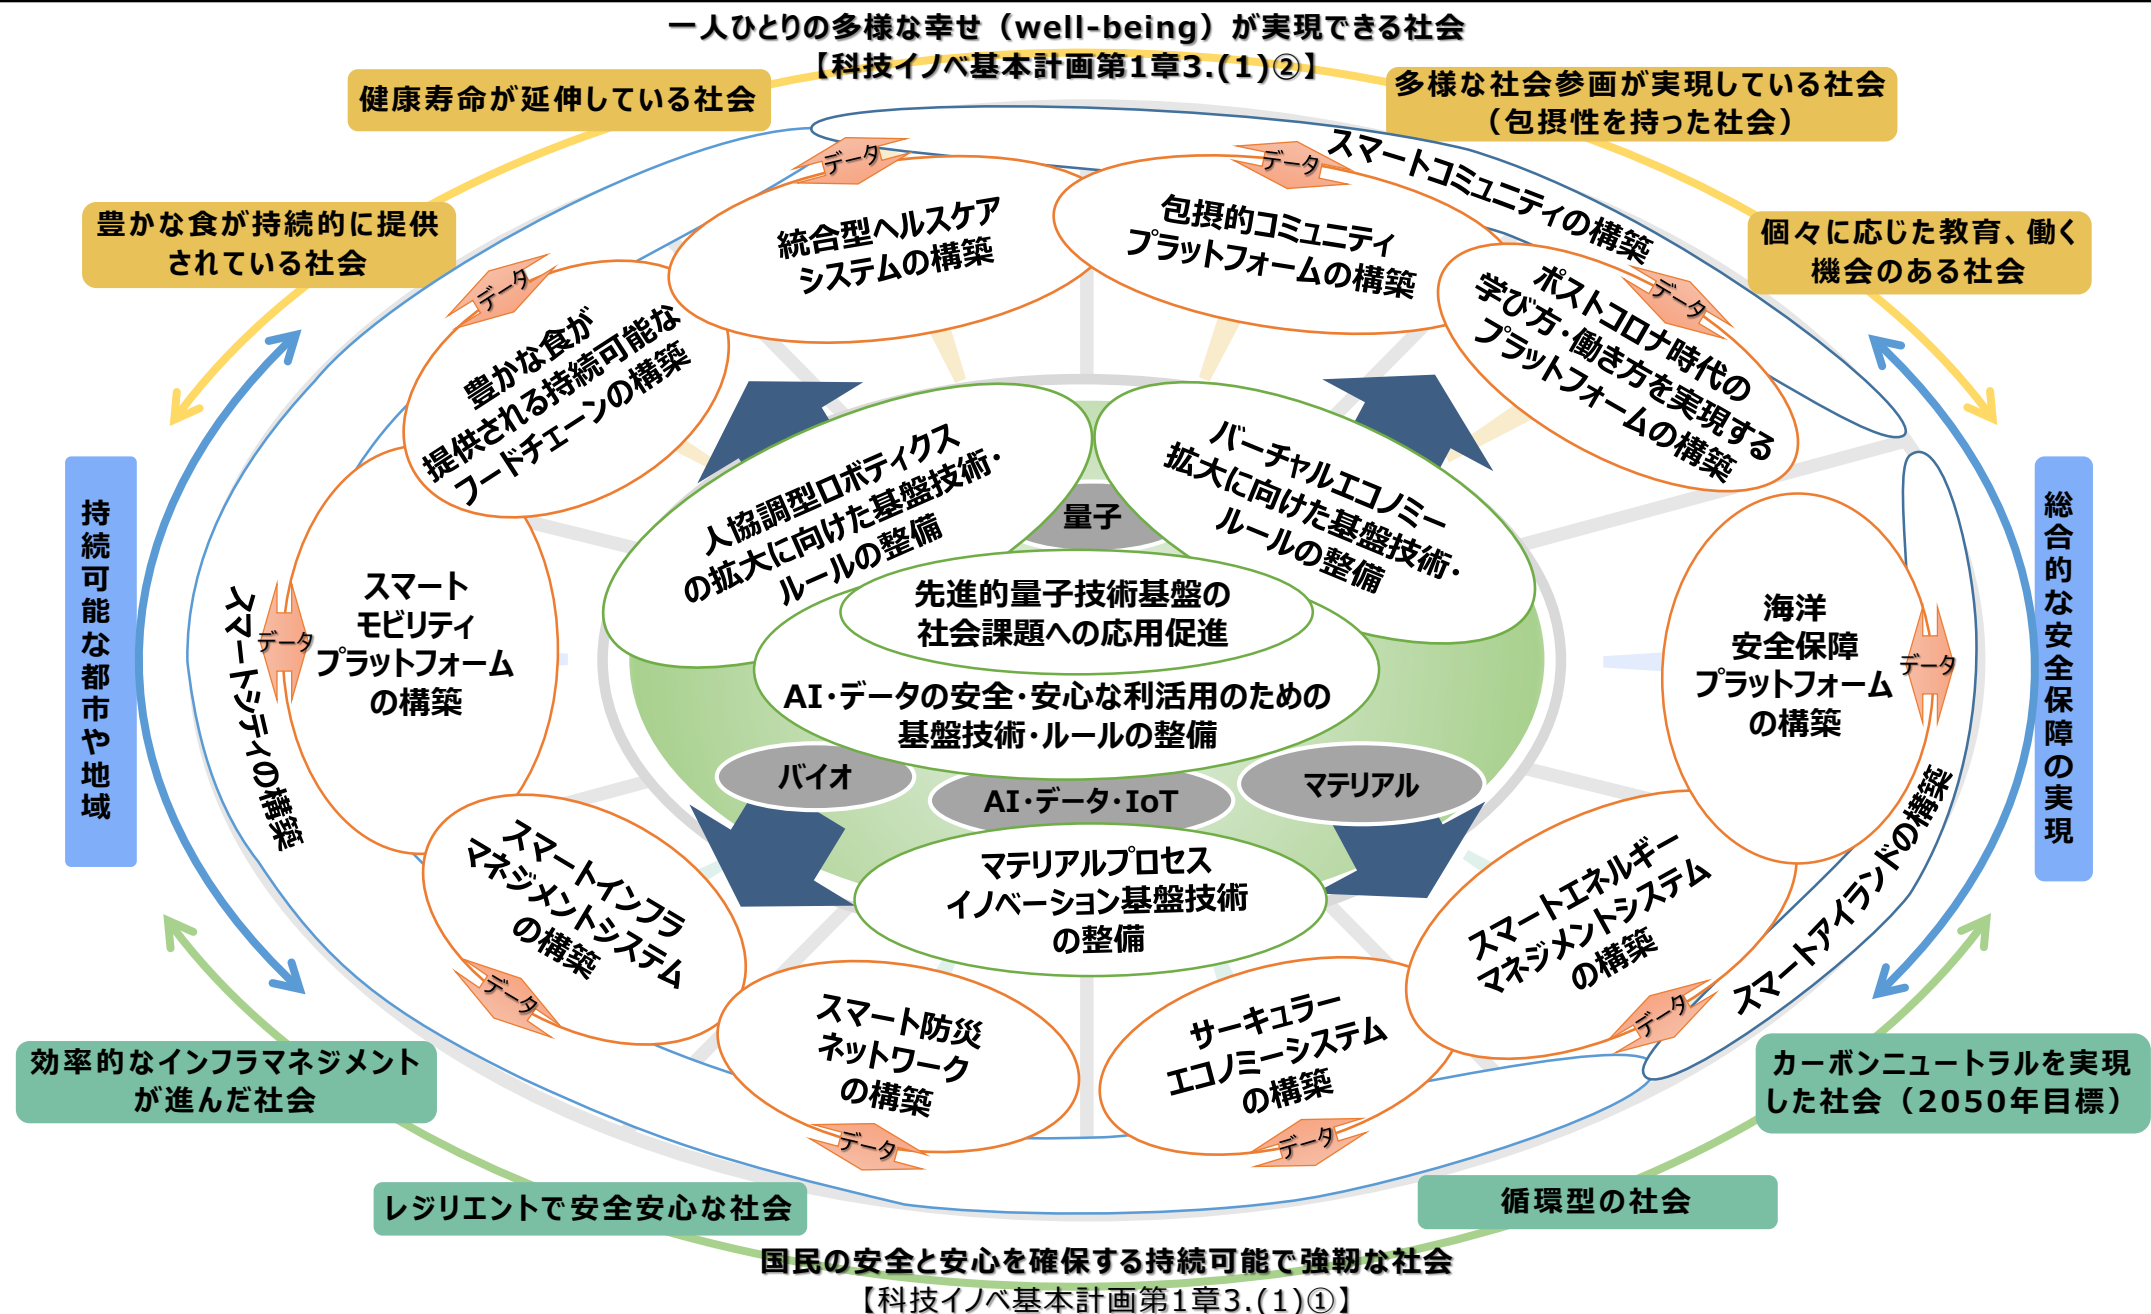 一人ひとりの多様な幸せ（well-being）が実現できる社会
【科技イノベ基本計画第1章3.(1)②】
健康寿命が延伸している社会
多様な社会参画が実現している社会
（包摂性を持った社会）
豊かな食が持続的に提供
されている社会
個々に応じた教育、働く
機会のある社会
スマートコミュニティの構築
データ
統合型ヘルスケア
システムの構築
データ
包摂的コミュニティ
プラットフォームの構築
データ
豊かな食が
提供される持続可能な
フードチェーンの構築
データ
ポストコロナ時代の
学び方・働き方を実現する
プラットフォームの構築
持続可能な都市や地域
総合的な安全保障の実現
人協調型ロボティクス
の拡大に向けた基盤技術・
ルールの整備
バーチャルエコノミー
拡大に向けた基盤技術・
ルールの整備
量子
先進的量子技術基盤の
社会課題への応用促進
AI・データの安全・安心な利活用のための
基盤技術・ルールの整備
バイオ
AI・データ・IoT
マテリアル
マテリアルプロセス
イノベーション基盤技術
の整備
スマートシティの構築
データ
スマート
モビリティ
プラットフォーム
の構築
海洋
安全保障
プラットフォーム
の構築
データ
スマートアイランドの構築
スマートインフラ
マネジメントシステム
の構築
データ
スマートエネルギー
マネジメントシステム
の構築
データ
スマート防災
ネットワーク
の構築
データ
サーキュラー
エコノミーシステム
の構築
データ
効率的なインフラマネジメント
が進んだ社会
カーボンニュートラルを実現
した社会（2050年目標）
レジリエントで安全安心な社会
循環型の社会
国民の安全と安心を確保する持続可能で強靭な社会
【科技イノベ基本計画第1章3.(1)①】